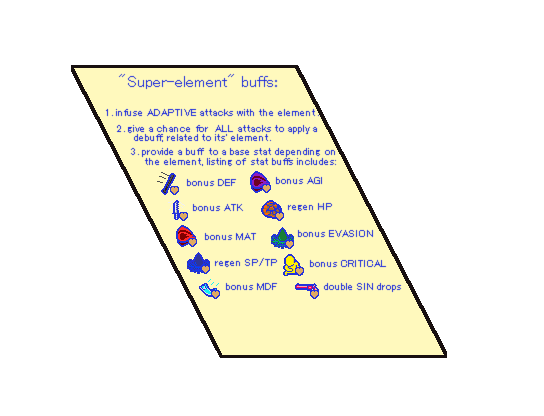 "Super-element" buffs:
1. infuse ADAPTIVE attacks with the element.
2. give a chance for ALL attacks to apply a
debuff related to its' element.
3. provide a buff to a base stat depending on
the element, listing of stat buffs includes:
bonus DEF bonus AGI
bonus ATK regen HP
bonus MAT bonus EVASION
regen SP/TP bonus CRITICAL
bonus MDF double SIN drops